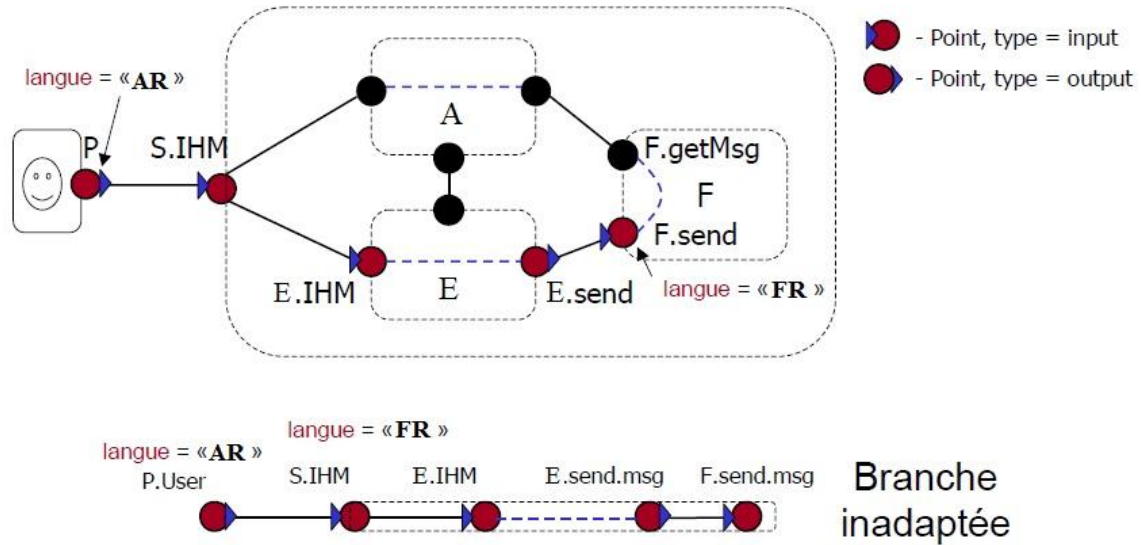 - Point, type = input
- Point, type = output
langue = «AR»
P
S.IHM
A
F.getMsg
F
F.send
E.IHM
E
E.send
langue = «FR »
langue = «FR »
langue = «AR»
P.User
S.IHM
E.IHM
E.send.msg
F.send.msg
Branche
inadaptée